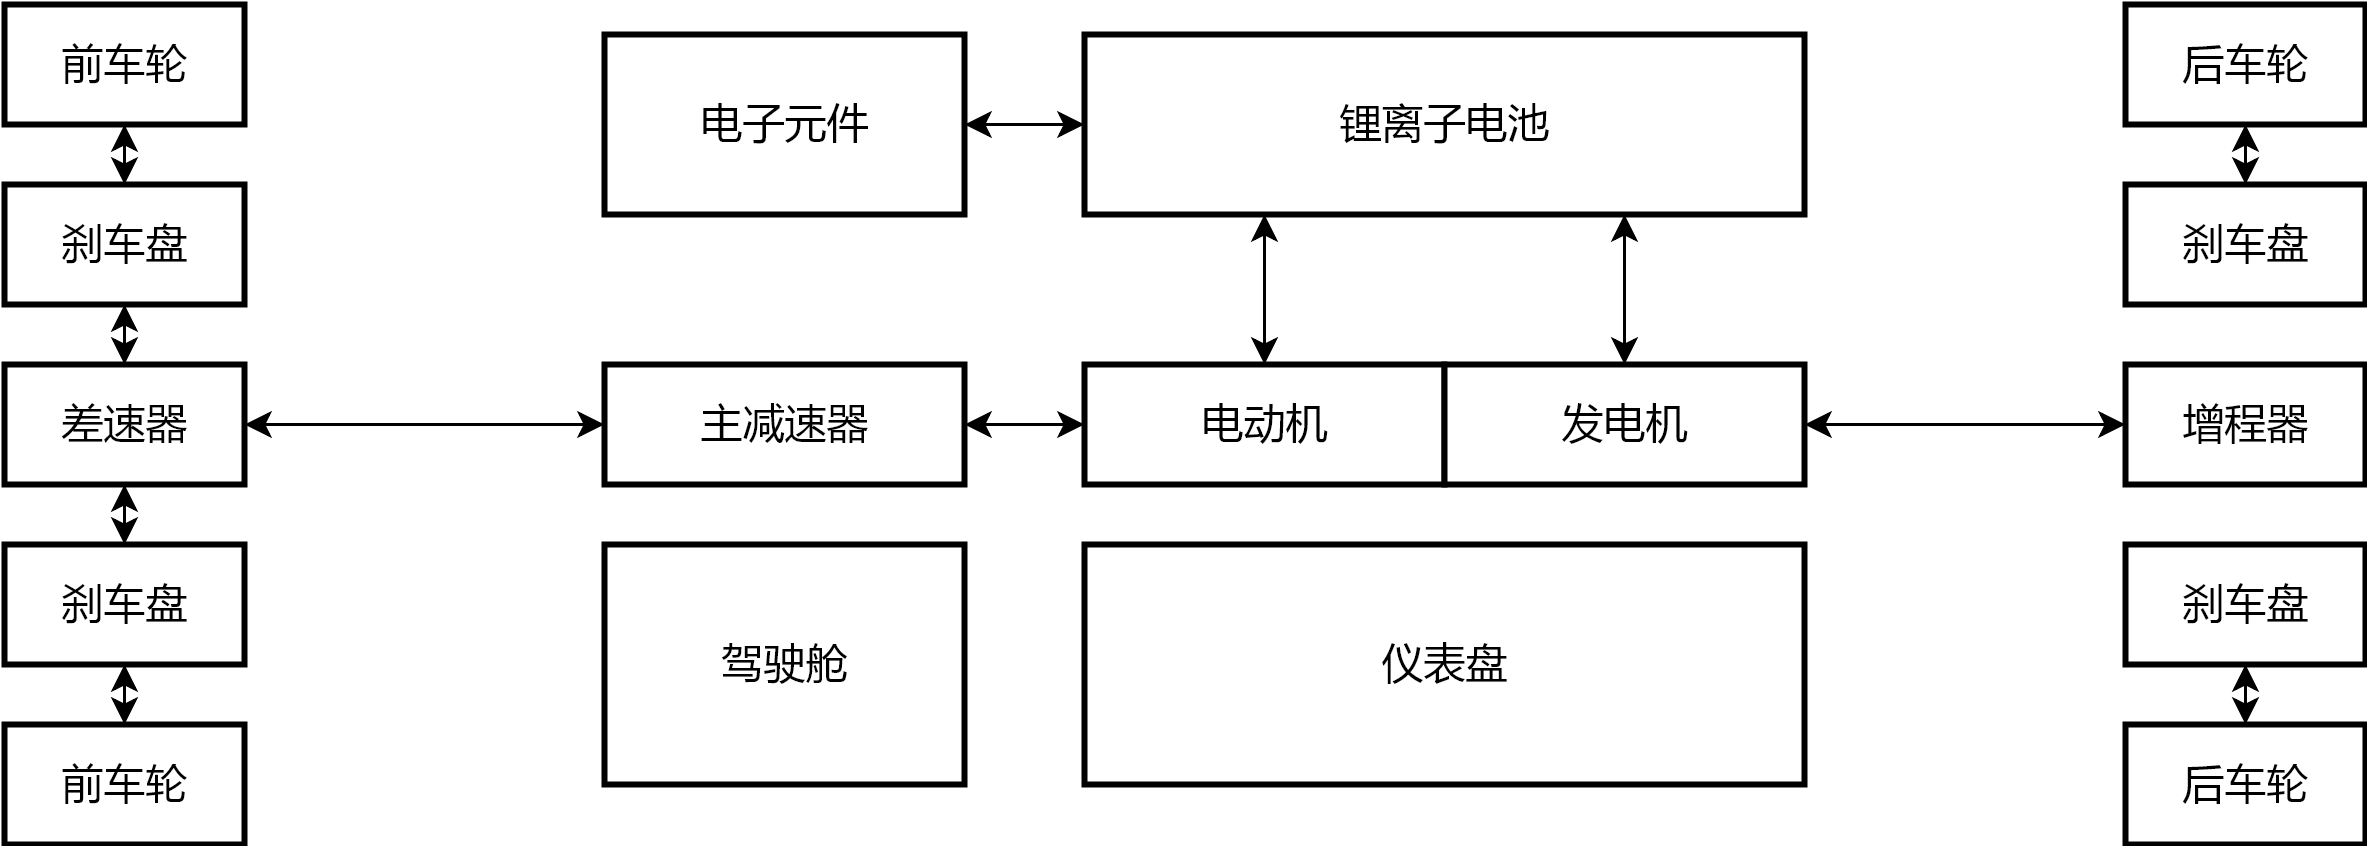 前车轮
后车轮
电子元件
锂离子电池
刹车盘
刹车盘
差速器
主减速器
电动机
发电机
增程器
刹车盘
刹车盘
驾驶舱
仪表盘
前车轮
后车轮